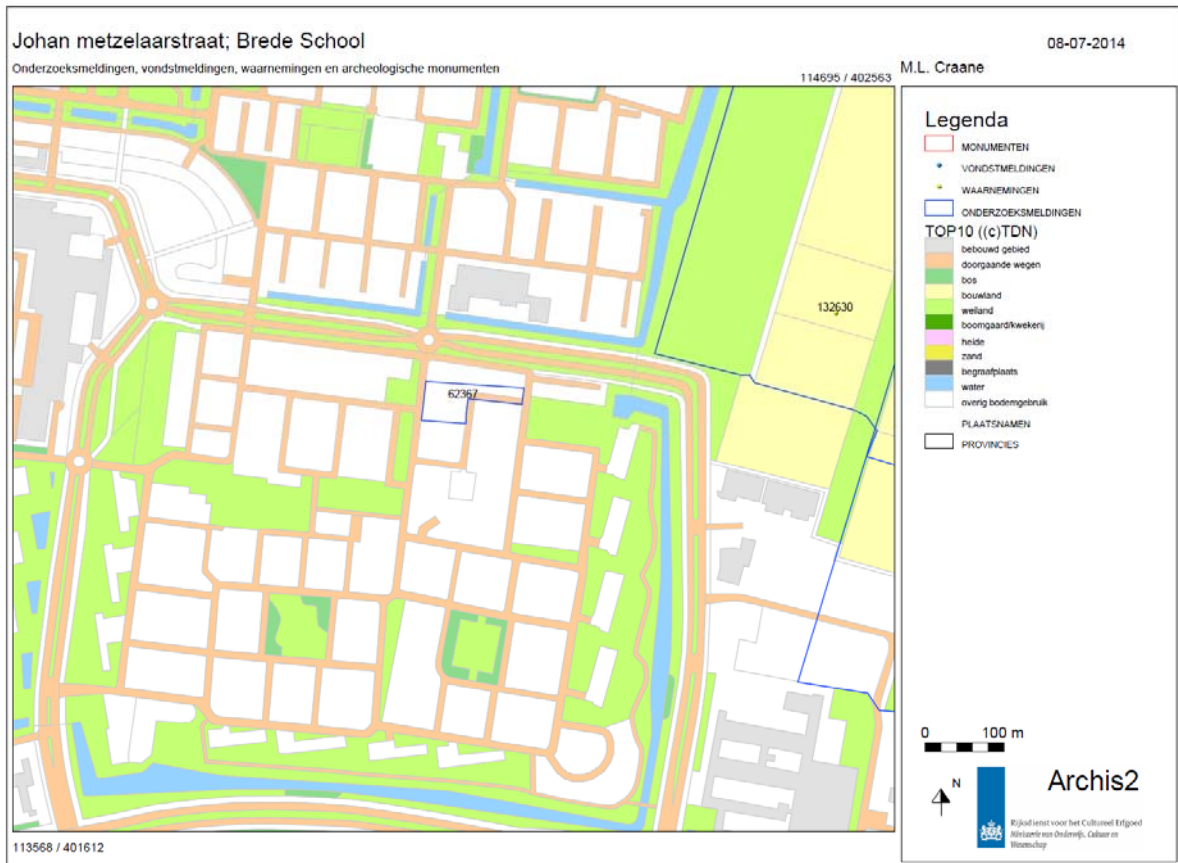 Johan metzelaarstraat; Brede School
08-07-2014
Onderzoeksmeldingen, vondstmeldingen, waarnemingen en archeologische monumenten
114695 / 402563
M.L. Craane
132630
62367
Legenda
MONUMENTEN
VONDSTMELDINGEN
WAARNEMINGEN
ONDERZOEKSMELDINGEN
TOP10 ((c)TDN)
bebouwd gebied
doorgaande wegen
bos
bouwland
weiland
boomgaard/kwekerij
heide
zand
begraafplaats
water
overig bodemgebruik
PLAATSNAMEN
PROVINCIES
0 100 m
N
Archis2
Rijksdienst voor het Cultureel Erfgoed
Ministerie van Onderwijs, Cultuur en
Wetenschap
113568 / 401612